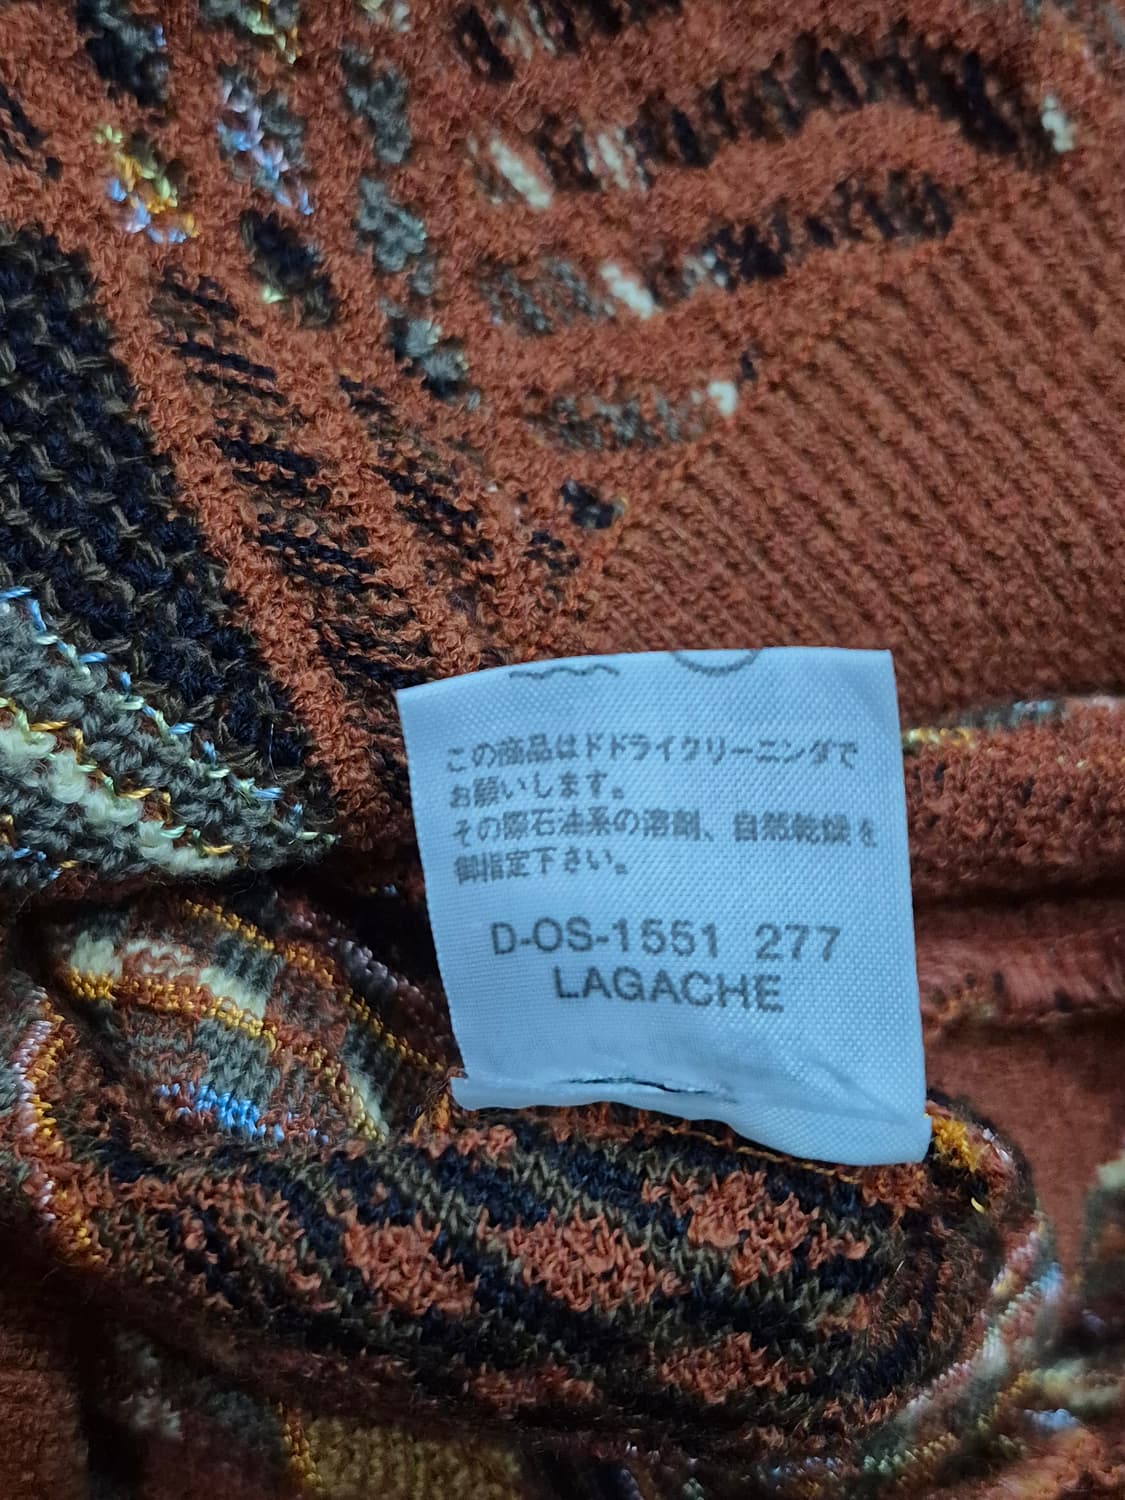 この商品はドドライクリーニンダで
お願いします。
その際石油系の溶剤、自然乾燥を
御指定下さい。
D-OS-1551 277
LAGACHE